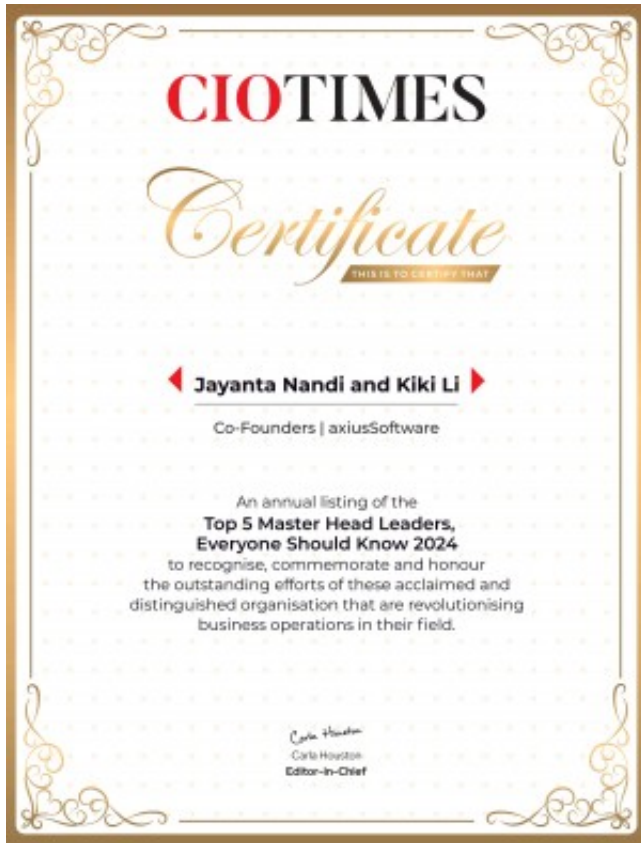 CIOTIMES
Certificate
THIS IS TO CERTIFY THAT
Jayanta Nandi and Kiki Li
Co-Founders | axiusSoftware
An annual listing of the
Top 5 Master Head Leaders,
Everyone Should Know 2024
to recognise, commemorate and honour
the outstanding efforts of these acclaimed and
distinguished organisation that are revolutionising
business operations in their field.
Carla Houston
Carla Houston
Editor-in-Chief